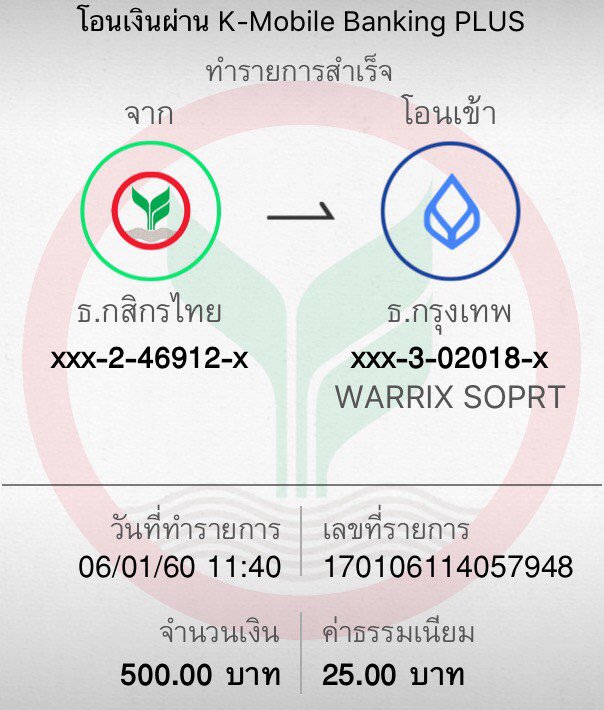 โอนเงินผ่าน K-Mobile Banking PLUS
ทำรายการสำเร็จ
จาก
โอนเข้า
ธ.กสิกรไทย
ธ.กรุงเทพ
xxx-2-46912-x
xxx-3-02018-x
WARRIX SOPRT
วันที่ทำรายการ
เลขที่รายการ
06/01/60 11:40
170106114057948
จำนวนเงิน
ค่าธรรมเนียม
500.00 บาท
25.00 บาท